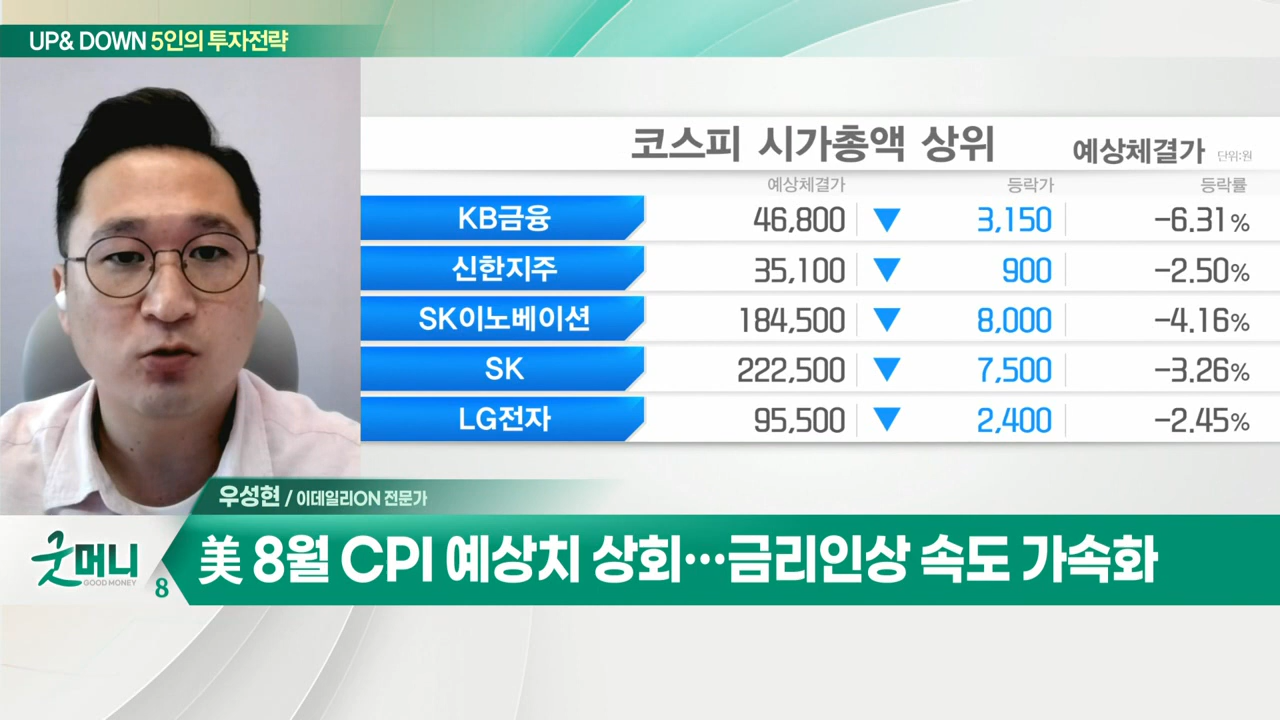 UP& DOWN 5인의 투자전략
코스피 시가총액 상위 예상체결가 단위:원
예상체결가 등락가 등락률
KB금융 46,800 ▼ 3,150 -6.31%
신한지주 35,100 ▼ 900 -2.50%
SK이노베이션 184,500 ▼ 8,000 -4.16%
SK 222,500 ▼ 7,500 -3.26%
LG전자 95,500 ▼ 2,400 -2.45%
우성현 / 이데일리ON 전문가
굿머니
GOOD MONEY
8
美 8월 CPI 예상치 상회…금리인상 속도 가속화